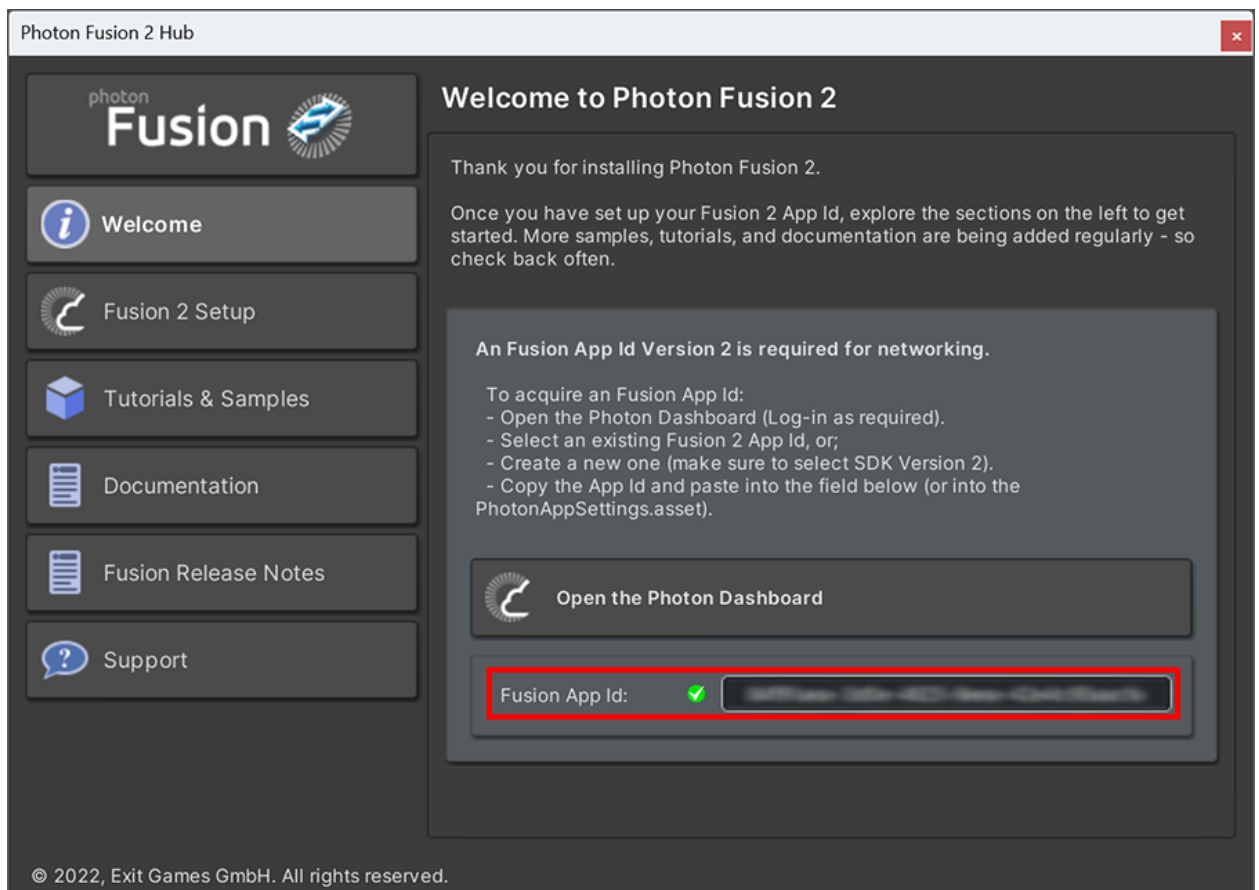 Photon Fusion 2 Hub
photon
Fusion
Welcome
Fusion 2 Setup
Tutorials & Samples
Documentation
Fusion Release Notes
Support
Welcome to Photon Fusion 2
Thank you for installing Photon Fusion 2.
Once you have set up your Fusion 2 App Id, explore the sections on the left to get
started. More samples, tutorials, and documentation are being added regularly - so
check back often.
An Fusion App Id Version 2 is required for networking.
To acquire an Fusion App Id:
- Open the Photon Dashboard (Log-in as required).
- Select an existing Fusion 2 App Id, or;
- Create a new one (make sure to select SDK Version 2).
- Copy the App Id and paste into the field below (or into the
PhotonAppSettings.asset).
Open the Photon Dashboard
Fusion App Id:
© 2022, Exit Games GmbH. All rights reserved.